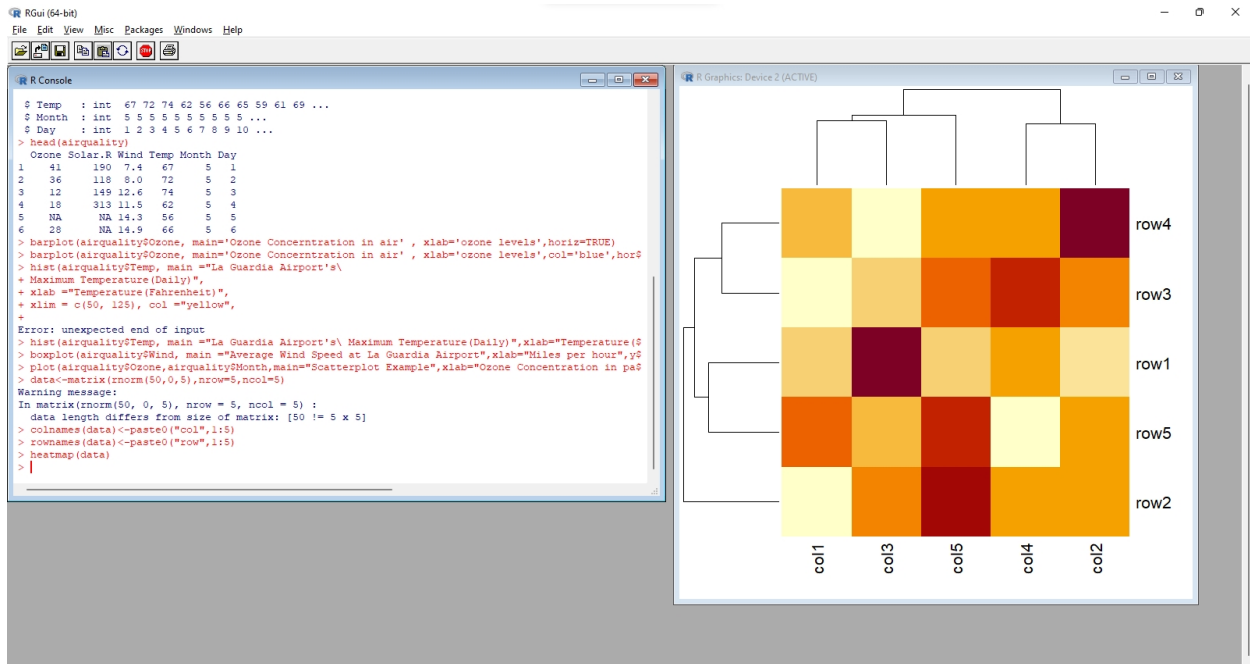 RGui (64-bit)
File Edit View Misc Packages Windows Help
STOP
R Console
$ Temp   : int  67 72 74 62 56 66 65 59 61 69 ...
$ Month  : int  5 5 5 5 5 5 5 5 5 5 ...
$ Day    : int  1 2 3 4 5 6 7 8 9 10 ...
> head(airquality)
  Ozone Solar.R Wind Temp Month Day
1    41     190  7.4   67     5   1
2    36     118  8.0   72     5   2
3    12     149 12.6   74     5   3
4    18     313 11.5   62     5   4
5    NA      NA 14.3   56     5   5
6    28      NA 14.9   66     5   6
> barplot(airquality$Ozone, main='Ozone Concerntration in air' , xlab='ozone levels',horiz=TRUE)
> barplot(airquality$Ozone, main='Ozone Concerntration in air' , xlab='ozone levels',col='blue',hor$
> hist(airquality$Temp, main ="La Guardia Airport's\
+ Maximum Temperature(Daily)",
+ xlab ="Temperature(Fahrenheit)",
+ xlim = c(50, 125), col ="yellow",
+
Error: unexpected end of input
> hist(airquality$Temp, main ="La Guardia Airport's\ Maximum Temperature(Daily)",xlab="Temperature($
> boxplot(airquality$Wind, main ="Average Wind Speed at La Guardia Airport",xlab="Miles per hour",y$
> plot(airquality$Ozone,airquality$Month,main="Scatterplot Example",xlab="Ozone Concentration in pa$
> data<-matrix(rnorm(50,0,5),nrow=5,ncol=5)
Warning message:
In matrix(rnorm(50, 0, 5), nrow = 5, ncol = 5) :
  data length differs from size of matrix: [50 != 5 x 5]
> colnames(data)<-paste0("col",1:5)
> rownames(data)<-paste0("row",1:5)
> heatmap(data)
>
R Graphics: Device 2 (ACTIVE)
row4
row3
row1
row5
row2
col1 col3 col5 col4 col2